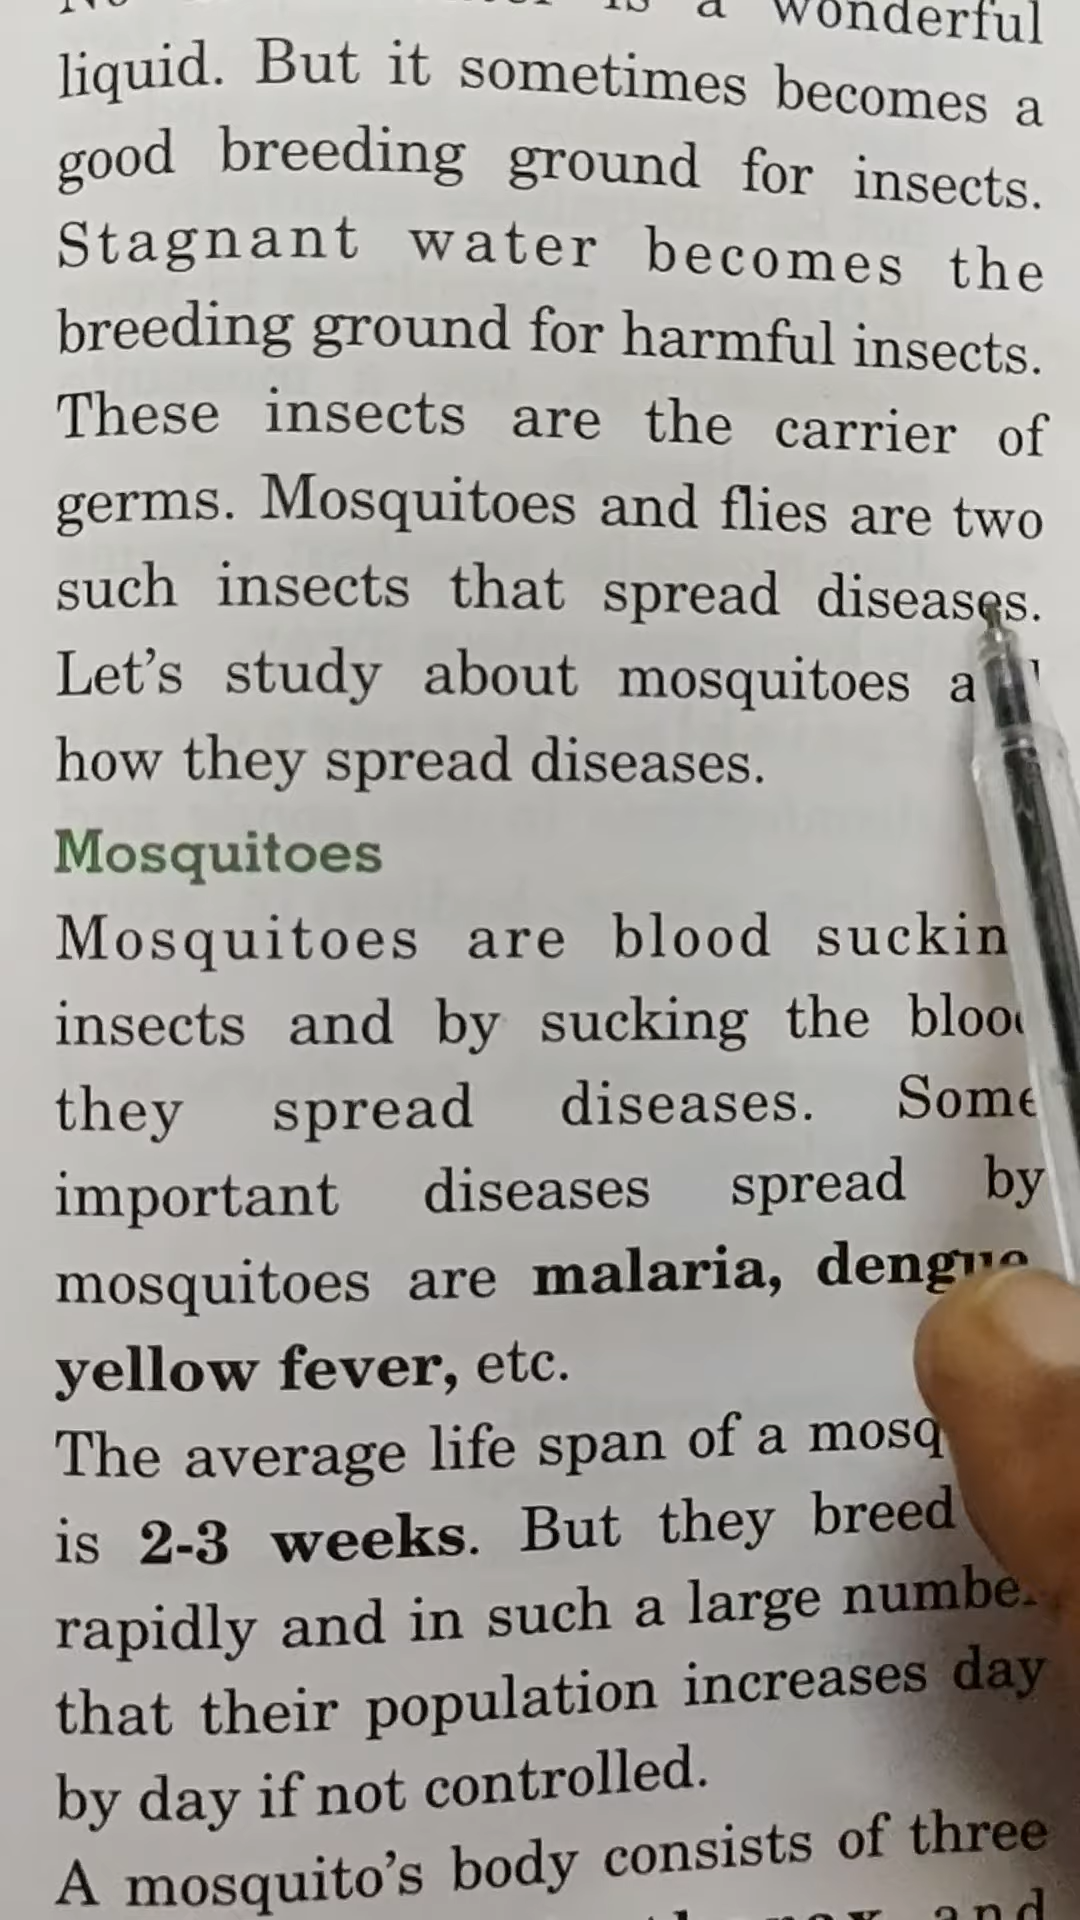 is a wonderful
liquid. But it sometimes becomes a
good breeding ground for insects.
Stagnant water becomes the
breeding ground for harmful insects.
These insects are the carrier of
germs. Mosquitoes and flies are two
such insects that spread diseases.
Let's study about mosquitoes
how they spread diseases.
Mosquitoes
Mosquitoes are blood
insects and by sucking the
they spread diseases. Some
important diseases spread by
mosquitoes are malaria, dengue
yellow fever, etc.
The average life span of a
is 2-3 weeks. But they breed
rapidly and in such a large number
that their population increases day
by day if not controlled.
A mosquito's body consists of three
and